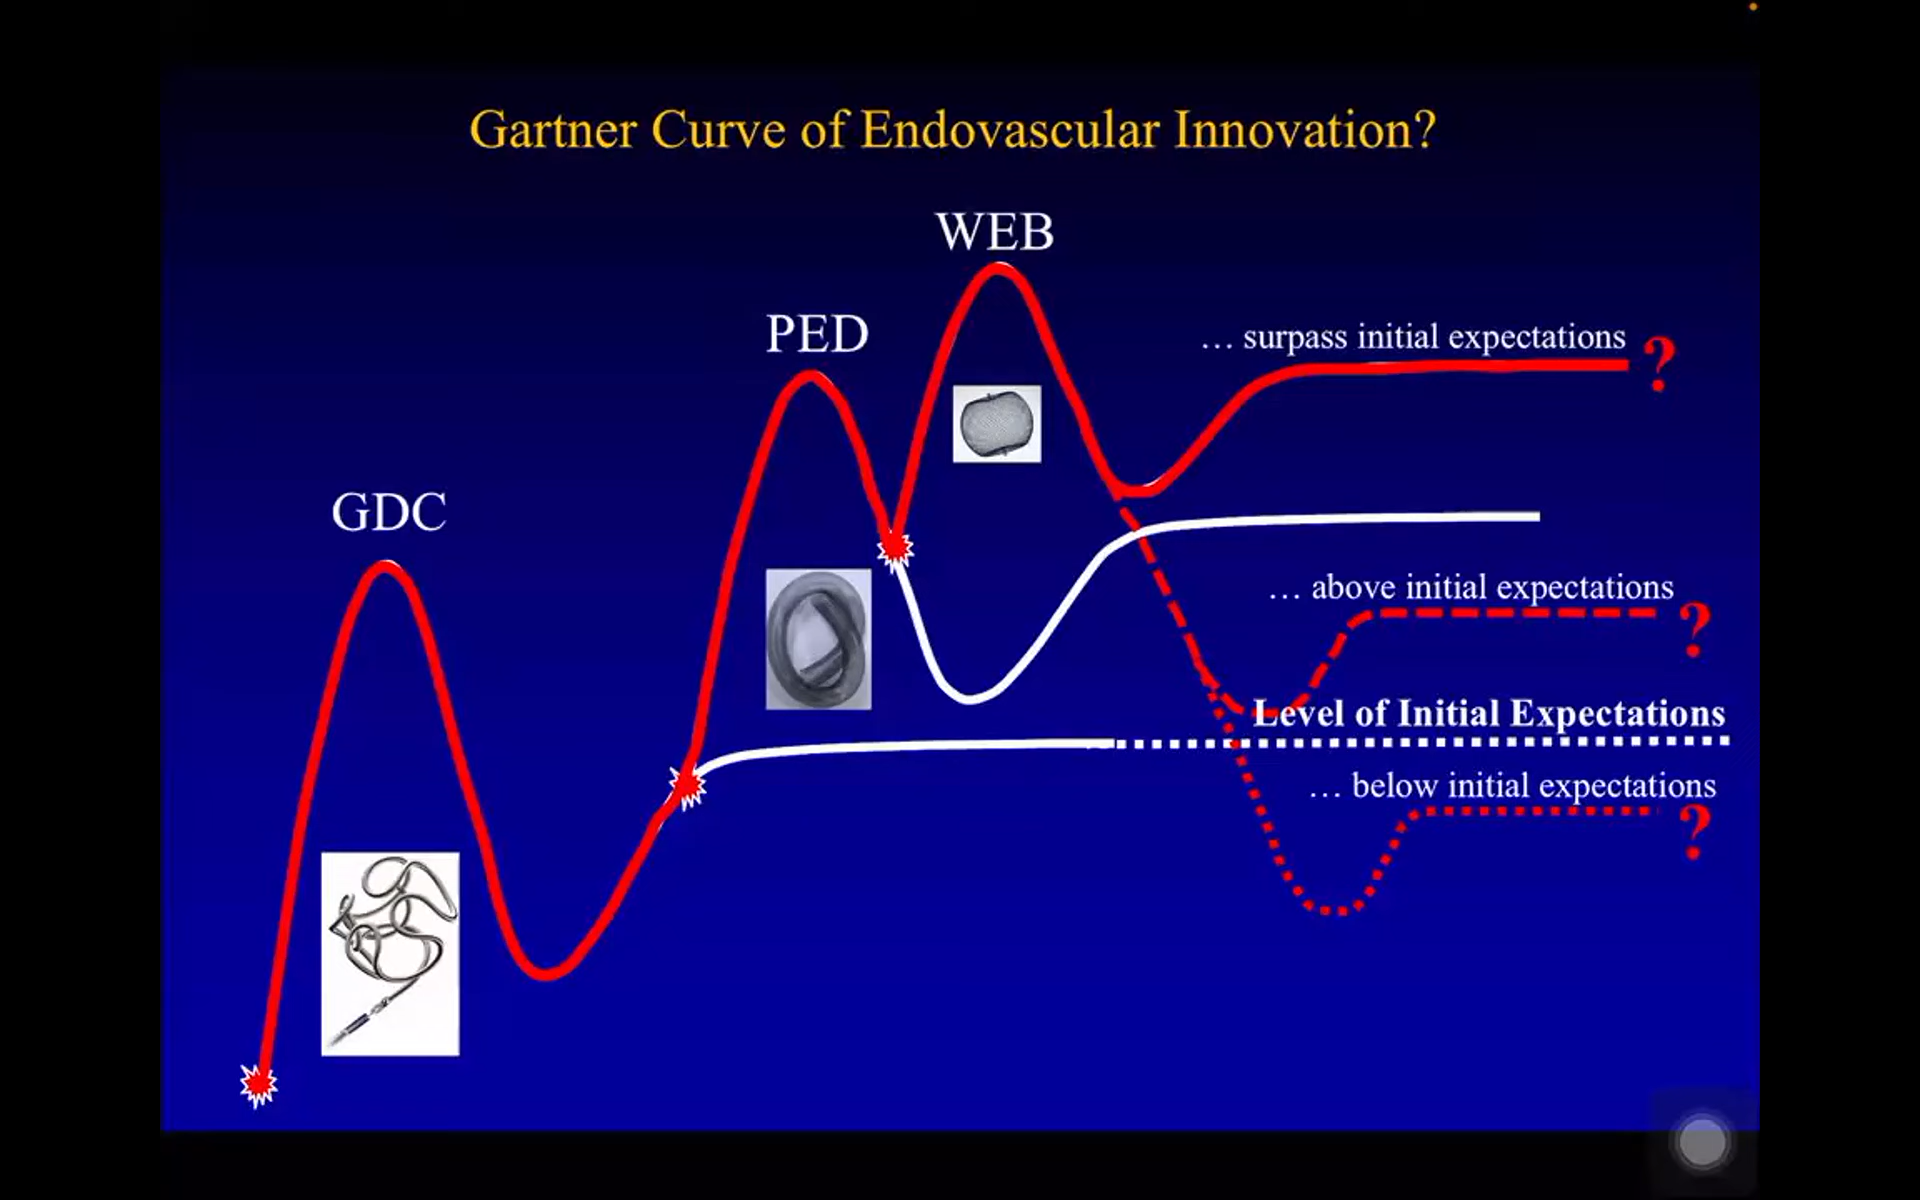 Gartner Curve of Endovascular Innovation?
WEB
PED
… surpass initial expectations
?
GDC
… above initial expectations
?
Level of Initial Expectations
… below initial expectations
?